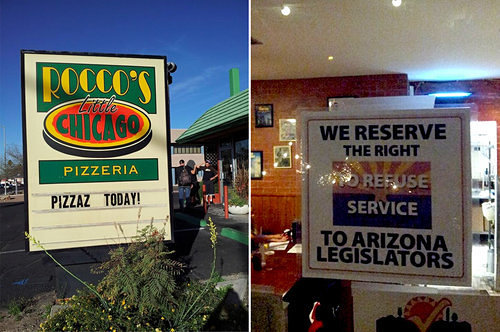 ROCCO'S
Little
CHICAGO
PIZZERIA
PIZZAZ TODAY!
WE RESERVE
THE RIGHT
TO REFUSE
SERVICE
TO ARIZONA
LEGISLATORS